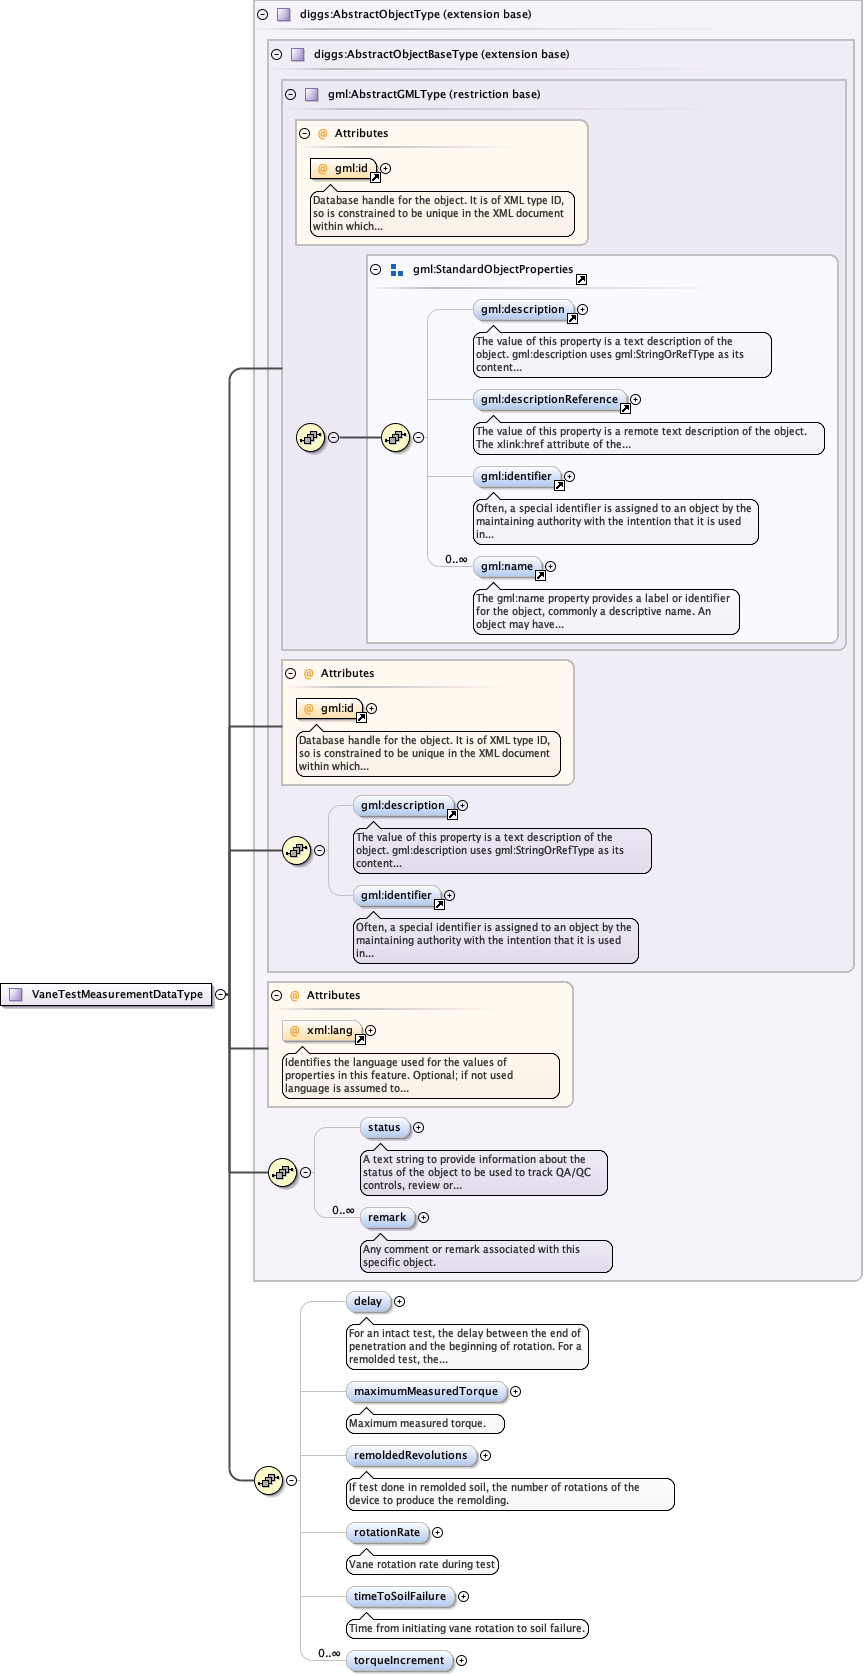 diggs:AbstractObjectType (extension base)
diggs:AbstractObjectBaseType (extension base)
gml:AbstractGMLType (restriction base)
@ Attributes
@ gml:id
Database handle for the object. It is of XML type ID,
so is constrained to be unique in the XML document
within which...
gml:StandardObjectProperties
gml:description
The value of this property is a text description of the
object. gml:description uses gml:StringOrRefType as its
content...
gml:descriptionReference
The value of this property is a remote text description of the object.
The xlink:href attribute of the...
gml:identifier
Often, a special identifier is assigned to an object by the
maintaining authority with the intention that it is used
in...
0..∞
gml:name
The gml:name property provides a label or identifier
for the object, commonly a descriptive name. An
object may have...
@ Attributes
@ gml:id
Database handle for the object. It is of XML type ID,
so is constrained to be unique in the XML document
within which...
gml:description
The value of this property is a text description of the
object. gml:description uses gml:StringOrRefType as its
content...
gml:identifier
Often, a special identifier is assigned to an object by the
maintaining authority with the intention that it is used
in...
VaneTestMeasurementDataType
@ Attributes
@ xml:lang
Identifies the language used for the values of
properties in this feature. Optional; if not used
language is assumed to...
status
A text string to provide information about the
status of the object to be used to track QA/QC
controls, review or...
0..∞
remark
Any comment or remark associated with this
specific object.
delay
For an intact test, the delay between the end of
penetration and the beginning of rotation. For a
remolded test, the...
maximumMeasuredTorque
Maximum measured torque.
remoldedRevolutions
If test done in remolded soil, the number of rotations of the
device to produce the remolding.
rotationRate
Vane rotation rate during test
timeToSoilFailure
Time from initiating vane rotation to soil failure.
0..∞
torqueIncrement